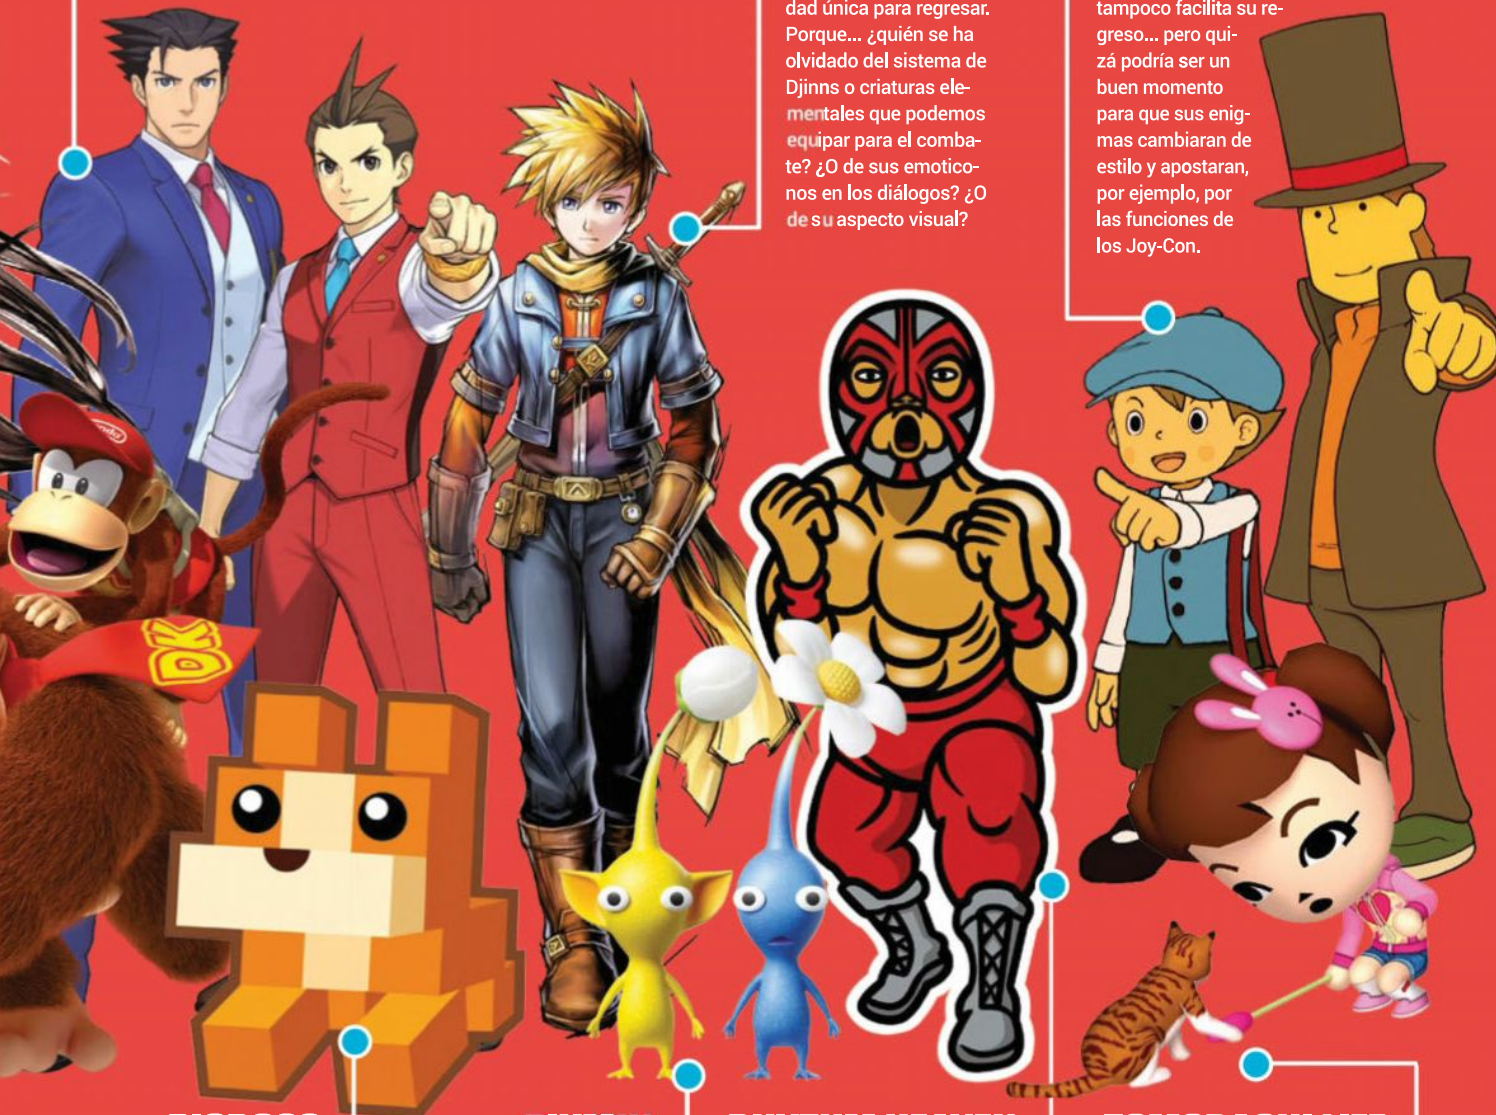 dad única para regresar.
Porque... ¿quién se ha
olvidado del sistema de
Djinns o criaturas ele-
mentales que podemos
equipar para el comba-
te? ¿O de sus emotico-
nos en los diálogos? ¿O
de su aspecto visual?
tampoco facilita su re-
greso... pero qui-
zá podría ser un
buen momento
para que sus enig-
mas cambiaran de
estilo y apostaran,
por ejemplo, por
las funciones de
los Joy-Con.
DK